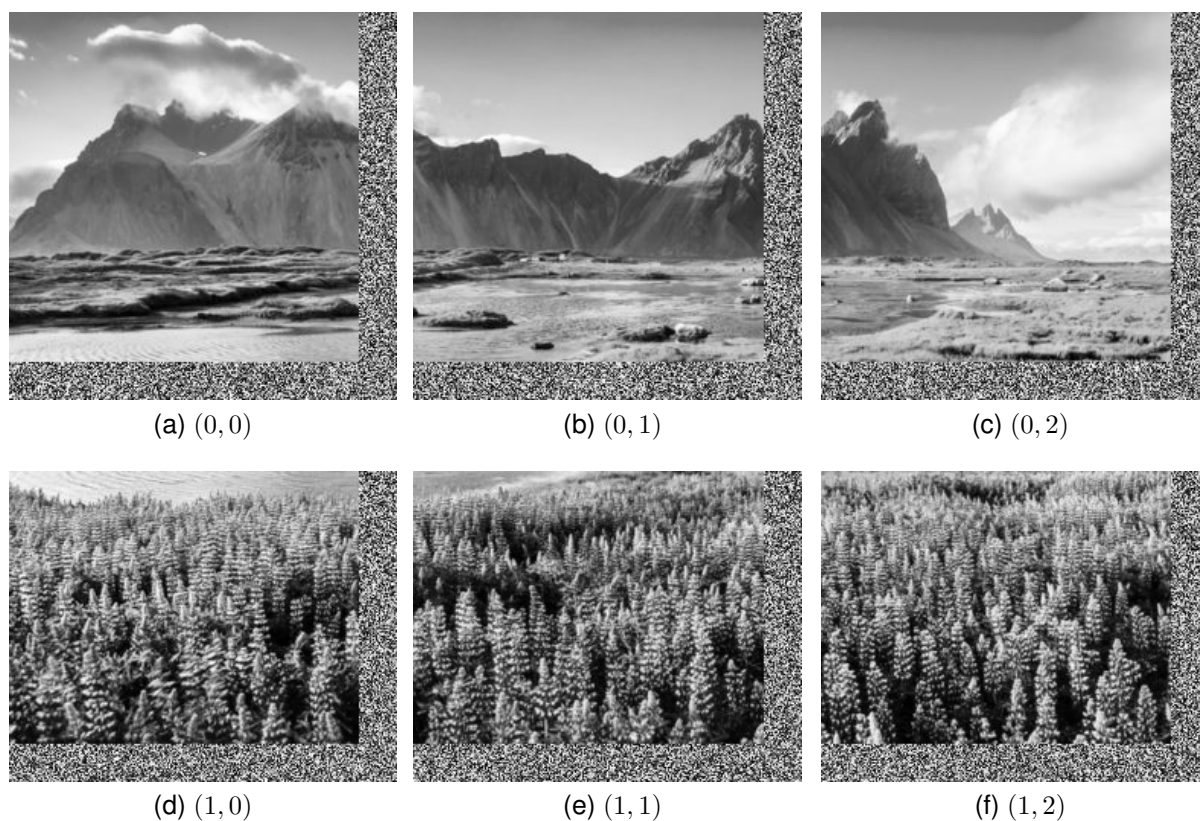 (a) (0, 0)
(b) (0, 1)
(c) (0, 2)
(d) (1, 0)
(e) (1, 1)
(f) (1, 2)